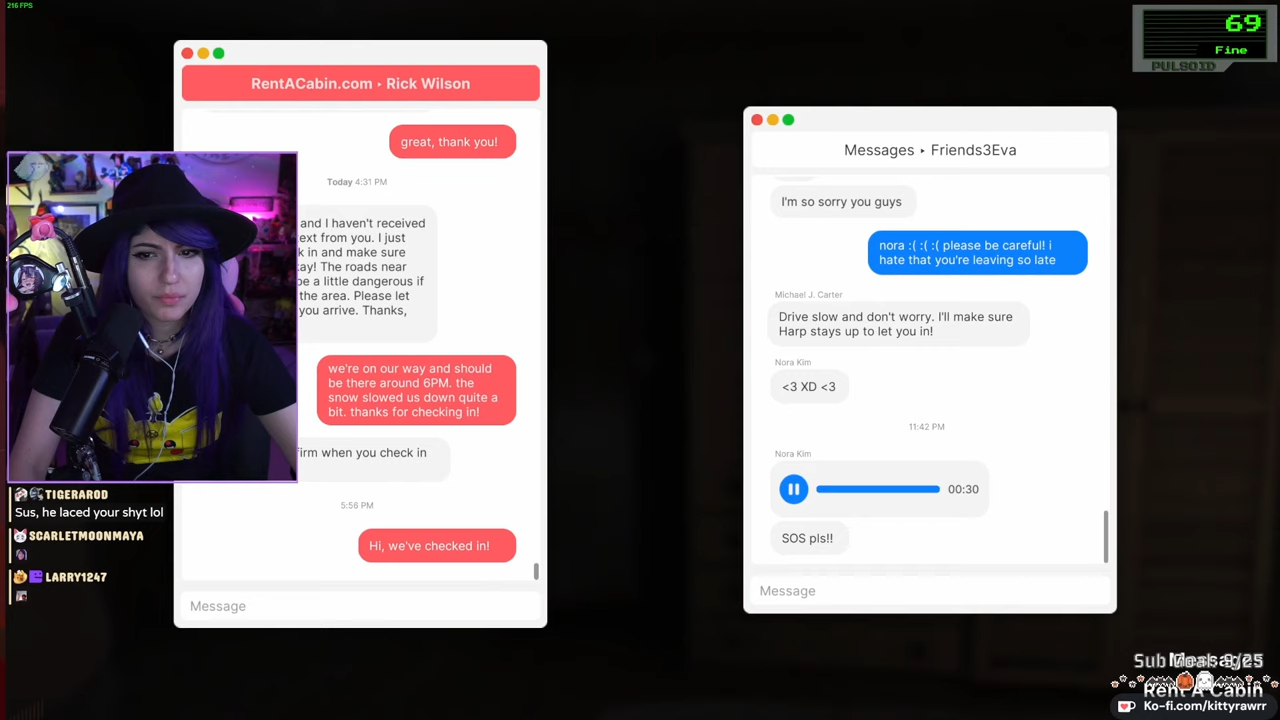 216 FPS
69
Fine
PULSOID
RentACabin.com ▸ Rick Wilson
great, thank you!
Today 4:31 PM
and I haven't received
ext from you. I just
k in and make sure
ay! The roads near
be a little dangerous if
the area. Please let
you arrive. Thanks,
we're on our way and should
be there around 6PM. the
snow slowed us down quite a
bit. thanks for checking in!
firm when you check in
5:56 PM
Hi, we've checked in!
Message
TIGERAROD
Sus, he laced your shyt lol
SCARLETMOONMAYA
LARRY1247
Messages ▸ Friends3Eva
I'm so sorry you guys
nora :( :( :( please be careful! i
hate that you're leaving so late
Michael J. Carter
Drive slow and don't worry. I'll make sure
Harp stays up to let you in!
Nora Kim
<3 XD <3
11:42 PM
Nora Kim
00:30
SOS pls!!
Message
Messages
Sub Goal: 8/25
Rent A Cabin
Ko-fi.com/kittyrawrr